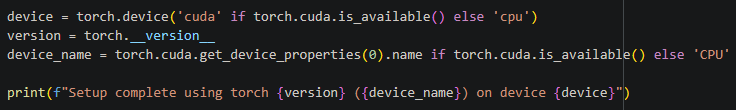 device = torch.device('cuda' if torch.cuda.is_available() else 'cpu')
version = torch.__version__
device_name = torch.cuda.get_device_properties(0).name if torch.cuda.is_available() else 'CPU'
print(f"Setup complete using torch {version} ({device_name}) on device {device}")